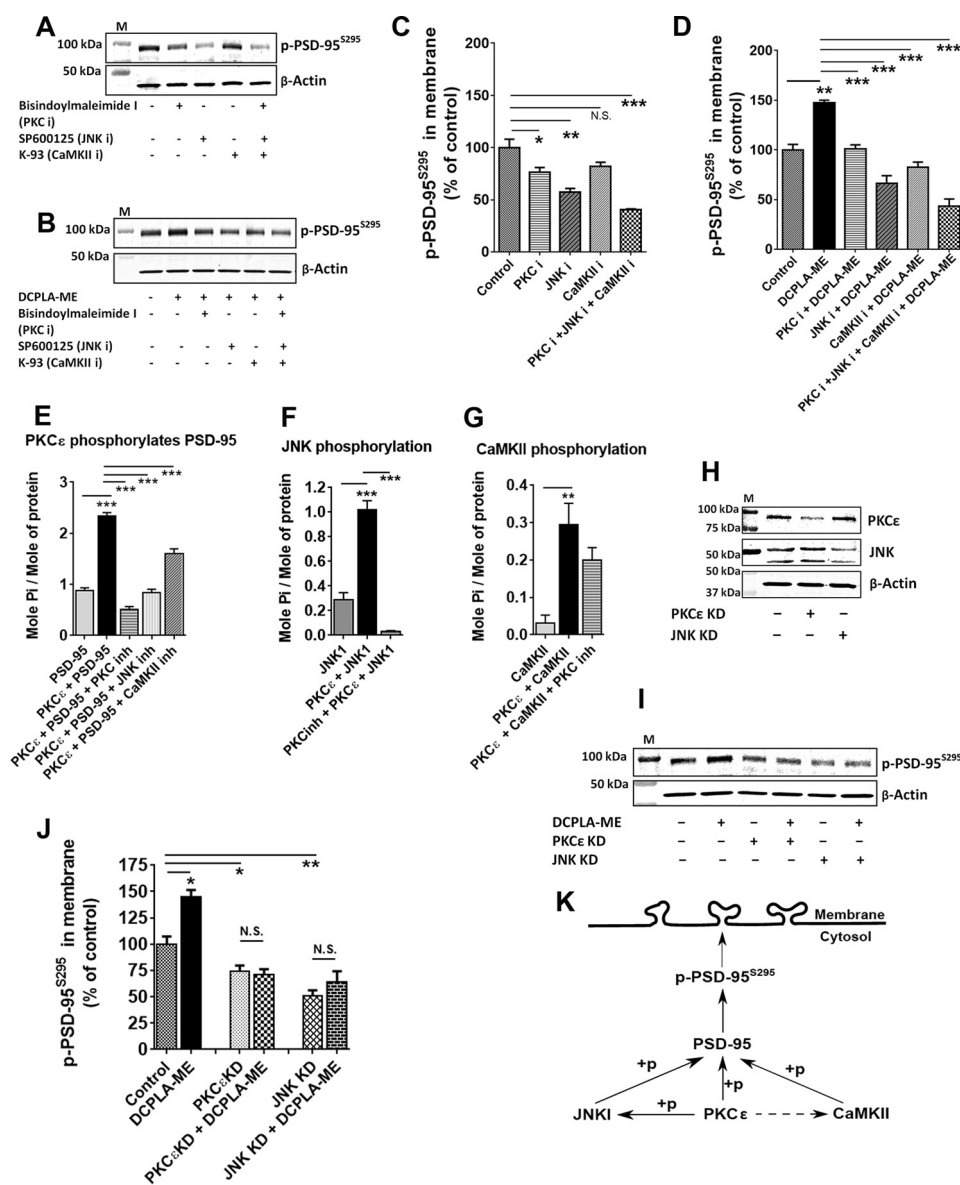 A
M
100 kDa
p-PSD-95S295
50 kDa
β-Actin
Bisindoylmaleimide I - + - - +
(PKC i)
SP600125 (JNK i) - - + - +
K-93 (CaMKII i) - - - + +
B
M
100 kDa
p-PSD-95S295
50 kDa
β-Actin
DCPLA-ME - + + + + +
Bisindoylmaleimide I - - + - - +
(PKC i)
SP600125 (JNK i) - - - + - +
K-93 (CaMKII i) - - - - + +
C
p-PSD-95S295 in membrane
(% of control)
200
150
100
50
0
*
**
N.S.
***
Control
PKC i
JNK i
CaMKII i
PKC i +JNK i + CaMKII i
D
p-PSD-95S295 in membrane
(% of control)
200
150
100
50
0
**
***
***
***
***
Control
DCPLA-ME
PKC i + DCPLA-ME
JNK i + DCPLA-ME
CaMKII i + DCPLA-ME
PKC i +JNK i + CaMKII i + DCPLA-ME
E
PKCε phosphorylates PSD-95
Mole Pi / Mole of protein
3
2
1
0
***
***
***
***
PSD-95
PKCε + PSD-95
PKCε + PSD-95 + PKC inh
PKCε + PSD-95 + JNK inh
PKCε + PSD-95 + CaMKII inh
F
JNK phosphorylation
Mole Pi / Mole of protein
1.2
1.0
0.8
0.6
0.4
0.2
0.0
***
***
JNK1
PKCε + JNK1
PKCinh + PKCε + JNK1
G
CaMKII phosphorylation
Mole Pi / Mole of protein
0.4
0.3
0.2
0.1
0.0
**
CaMKII
PKCε + CaMKII
PKCε + CaMKII + PKC inh
H
M
100 kDa
75 kDa
PKCε
50 kDa
JNK
50 kDa
37 kDa
β-Actin
PKCε KD - + -
JNK KD - - +
I
M
100 kDa
p-PSD-95S295
50 kDa
β-Actin
DCPLA-ME - + - + - +
PKCε KD - - + + - -
JNK KD - - - - + +
J
p-PSD-95S295 in membrane
(% of control)
175
150
125
100
75
50
25
0
*
*
**
N.S.
N.S.
Control
DCPLA-ME
PKCεKD
PKCεKD + DCPLA-ME
JNK KD
JNK KD + DCPLA-ME
K
Membrane
Cytosol
p-PSD-95S295
PSD-95
+p +p +p
JNKI +p PKCε CaMKII